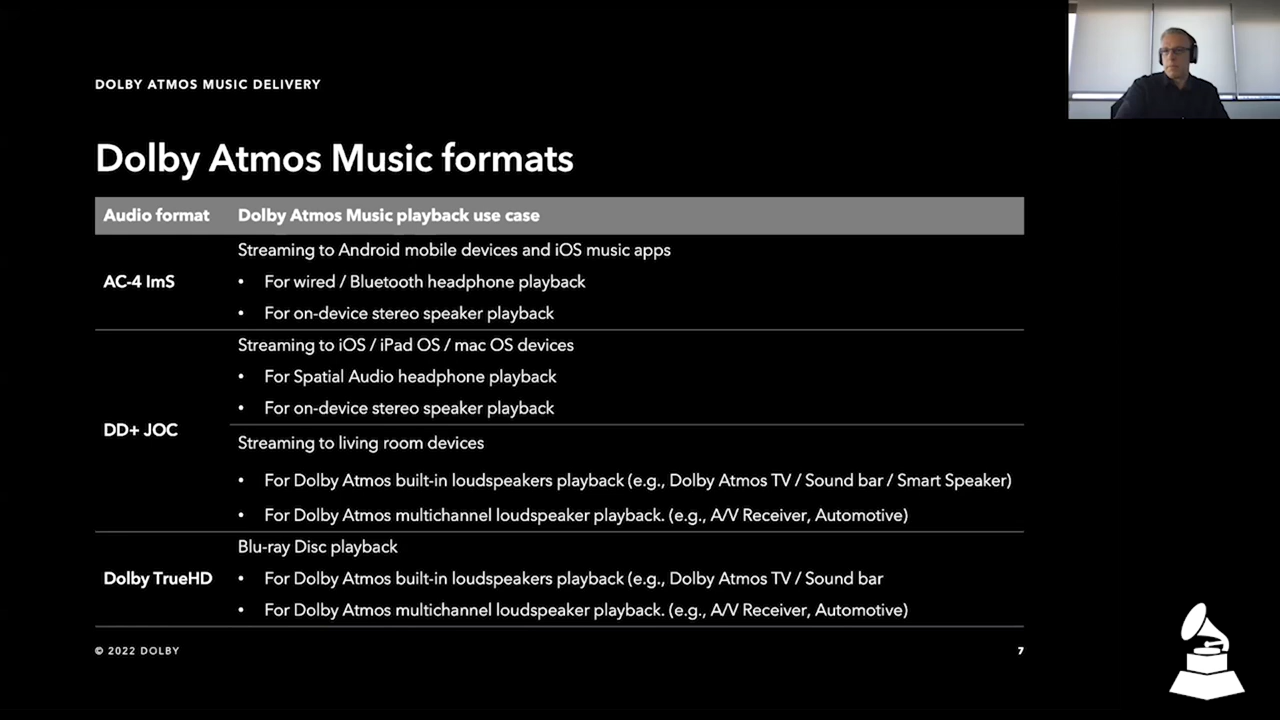 DOLBY ATMOS MUSIC DELIVERY
Dolby Atmos Music formats
Audio format Dolby Atmos Music playback use case
AC-4 ImS
Streaming to Android mobile devices and iOS music apps
• For wired / Bluetooth headphone playback
• For on-device stereo speaker playback
DD+ JOC
Streaming to iOS / iPad OS / mac OS devices
• For Spatial Audio headphone playback
• For on-device stereo speaker playback
Streaming to living room devices
• For Dolby Atmos built-in loudspeakers playback (e.g., Dolby Atmos TV / Sound bar / Smart Speaker)
• For Dolby Atmos multichannel loudspeaker playback. (e.g., A/V Receiver, Automotive)
Dolby TrueHD
Blu-ray Disc playback
• For Dolby Atmos built-in loudspeakers playback (e.g., Dolby Atmos TV / Sound bar
• For Dolby Atmos multichannel loudspeaker playback. (e.g., A/V Receiver, Automotive)
© 2022 DOLBY 7